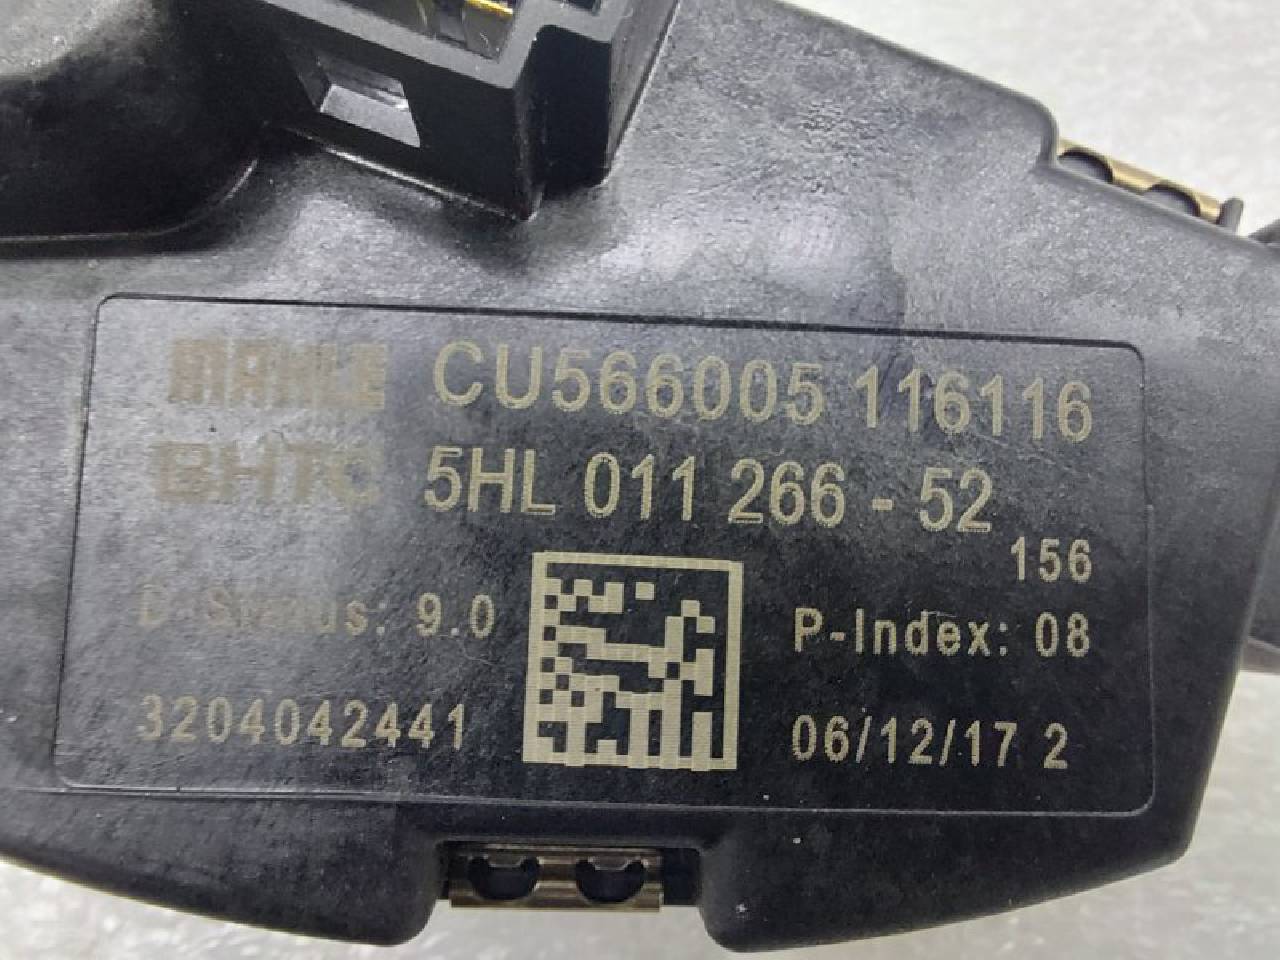 MAHLE CU566005 116116
BHTC 5HL 011 266 - 52
156
D-Status: 9.0 P-Index: 08
3204042441 06/12/17 2